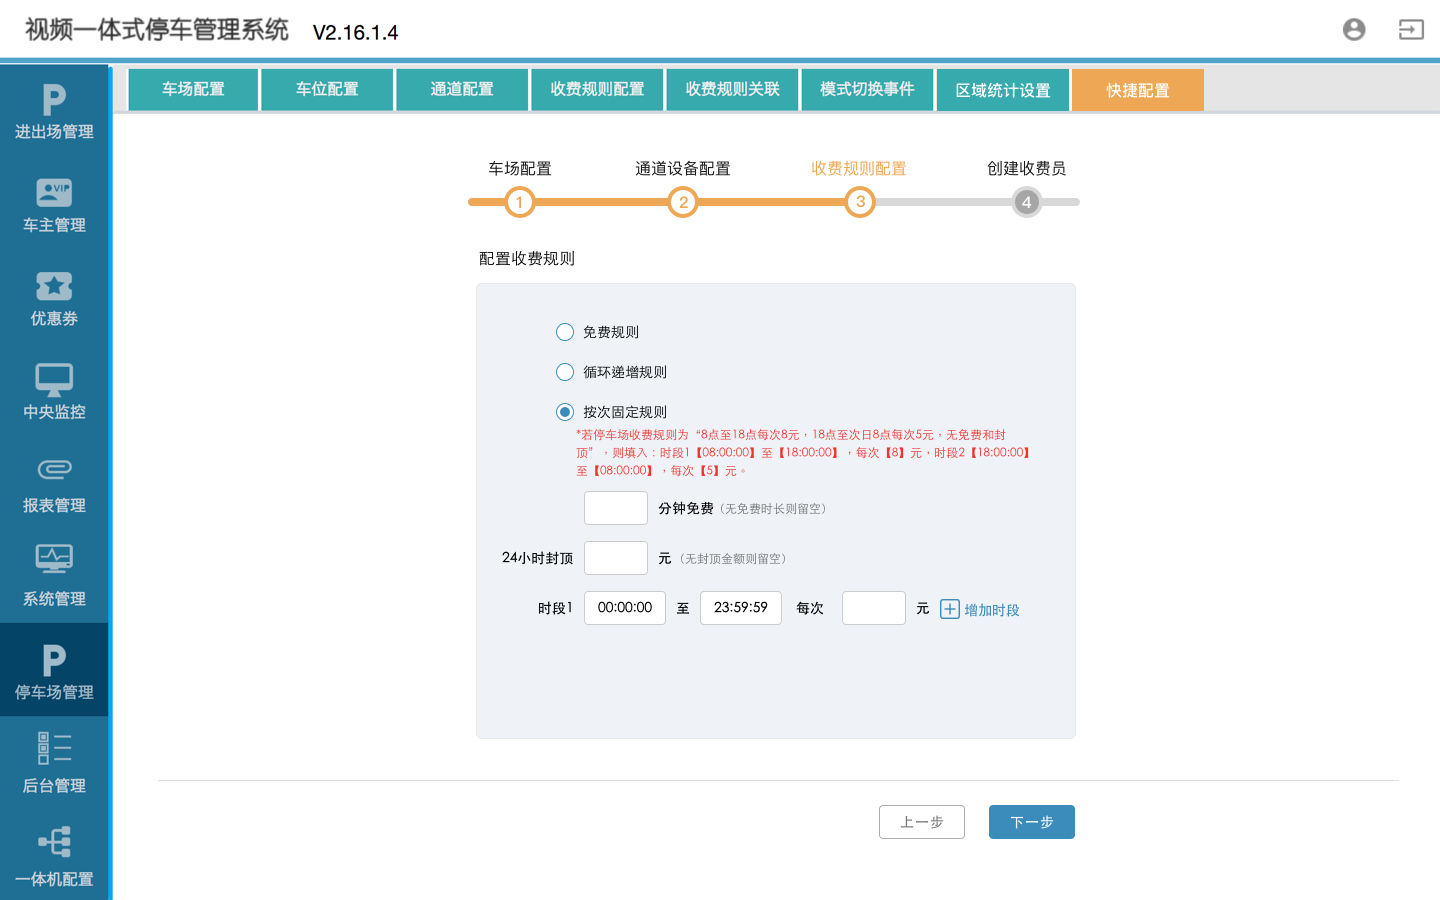 视频一体式停车管理系统 V2.16.1.4
车场配置 车位配置 通道配置 收费规则配置 收费规则关联 模式切换事件 区域统计设置 快捷配置
进出场管理
车主管理
优惠券
中央监控
报表管理
系统管理
停车场管理
后台管理
一体机配置
车场配置 通道设备配置 收费规则配置 创建收费员
1 2 3 4
配置收费规则
免费规则
循环递增规则
按次固定规则
*若停车场收费规则为“8点至18点每次8元，18点至次日8点每次5元，无免费和封
顶”，则填入：时段1【08:00:00】至【18:00:00】，每次【8】元，时段2【18:00:00】
至【08:00:00】，每次【5】元。
分钟免费（无免费时长则留空）
24小时封顶 元（无封顶金额则留空）
时段1 00:00:00 至 23:59:59 每次 元 增加时段
上一步 下一步